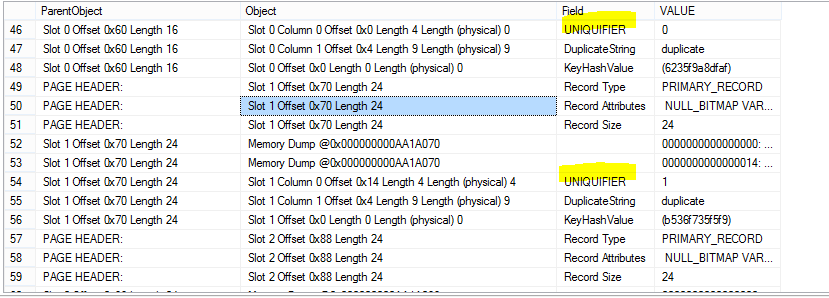 ParentObject Object Field VALUE
46 Slot 0 Offset 0x60 Length 16 Slot 0 Column 0 Offset 0x0 Length 4 Length (physical) 0 UNIQUIFIER 0
47 Slot 0 Offset 0x60 Length 16 Slot 0 Column 1 Offset 0x4 Length 9 Length (physical) 9 DuplicateString duplicate
48 Slot 0 Offset 0x60 Length 16 Slot 0 Offset 0x0 Length 0 Length (physical) 0 KeyHashValue (6235f9a8dfaf)
49 PAGE HEADER: Slot 1 Offset 0x70 Length 24 Record Type PRIMARY_RECORD
50 PAGE HEADER: Slot 1 Offset 0x70 Length 24 Record Attributes NULL_BITMAP VAR...
51 PAGE HEADER: Slot 1 Offset 0x70 Length 24 Record Size 24
52 Slot 1 Offset 0x70 Length 24 Memory Dump @0x000000000AA1A070 0000000000000000: ...
53 Slot 1 Offset 0x70 Length 24 Memory Dump @0x000000000AA1A070 0000000000000014: ...
54 Slot 1 Offset 0x70 Length 24 Slot 1 Column 0 Offset 0x14 Length 4 Length (physical) 4 UNIQUIFIER 1
55 Slot 1 Offset 0x70 Length 24 Slot 1 Column 1 Offset 0x4 Length 9 Length (physical) 9 DuplicateString duplicate
56 Slot 1 Offset 0x70 Length 24 Slot 1 Offset 0x0 Length 0 Length (physical) 0 KeyHashValue (b536f735f5f9)
57 PAGE HEADER: Slot 2 Offset 0x88 Length 24 Record Type PRIMARY_RECORD
58 PAGE HEADER: Slot 2 Offset 0x88 Length 24 Record Attributes NULL_BITMAP VAR...
59 PAGE HEADER: Slot 2 Offset 0x88 Length 24 Record Size 24